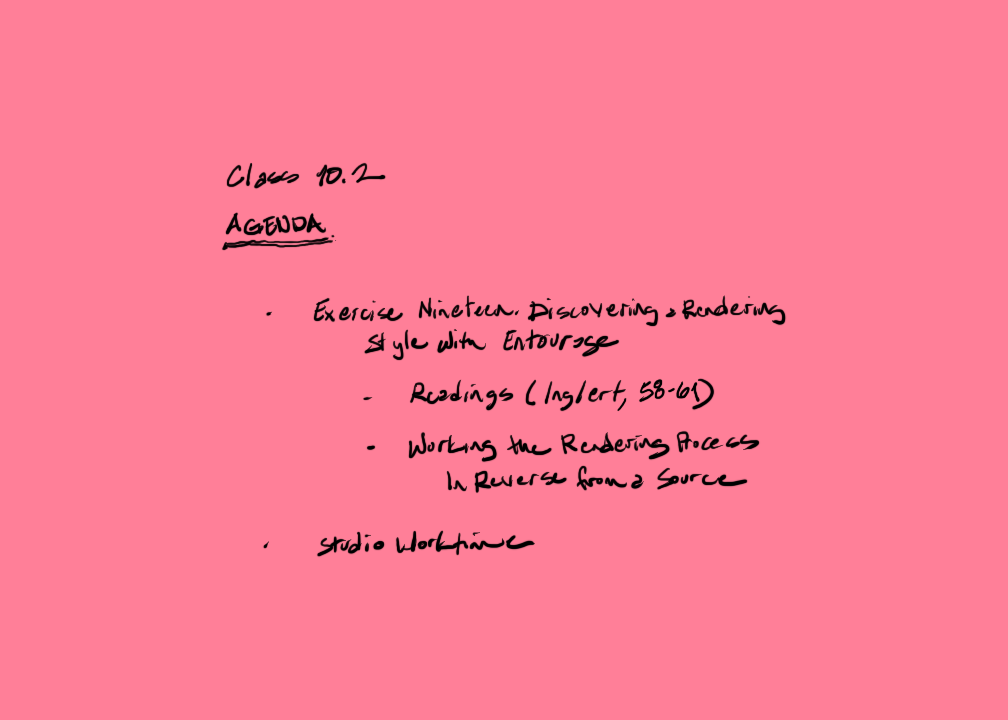 Class 10.2
AGENDA.
· Exercise Nineteen. Discovering a Rendering
Style with Entourage
- Readings (Inglert, 58-61)
- Working the Rendering Process
In Reverse from a Source
· Studio Worktime